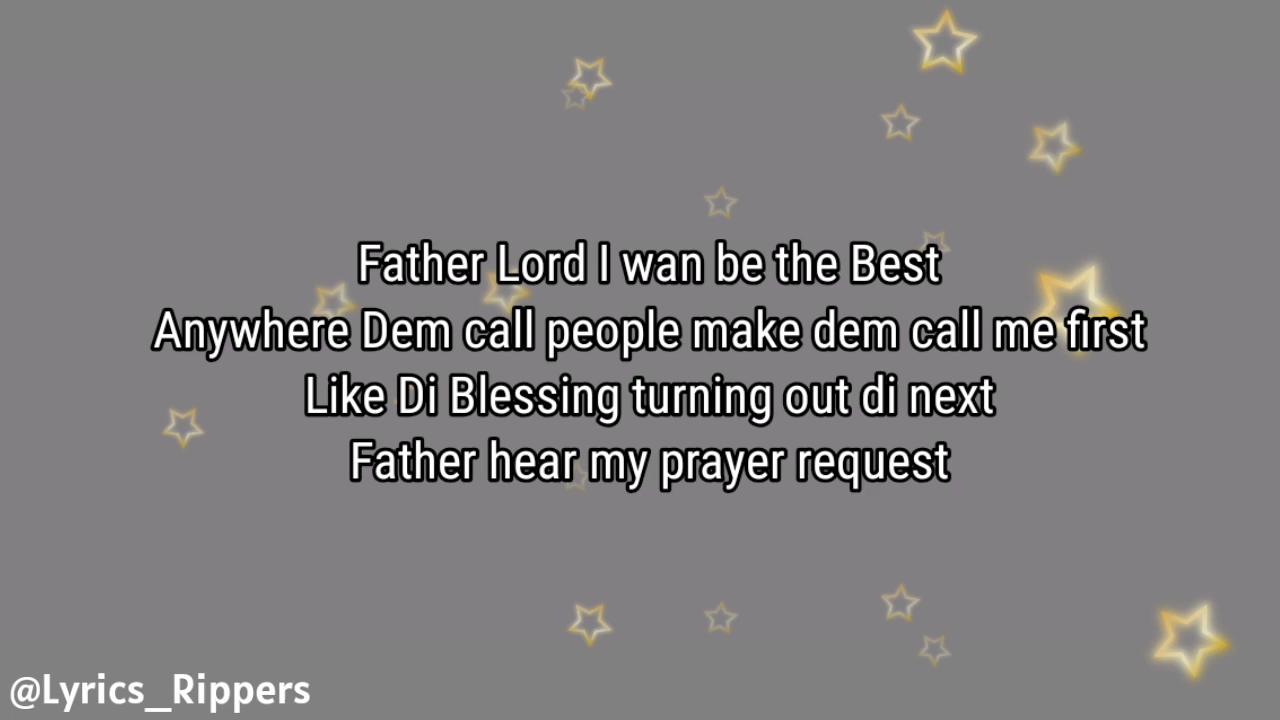 Father Lord I wan be the Best
Anywhere Dem call people make dem call me first
Like Di Blessing turning out di next
Father hear my prayer request
@Lyrics_Rippers